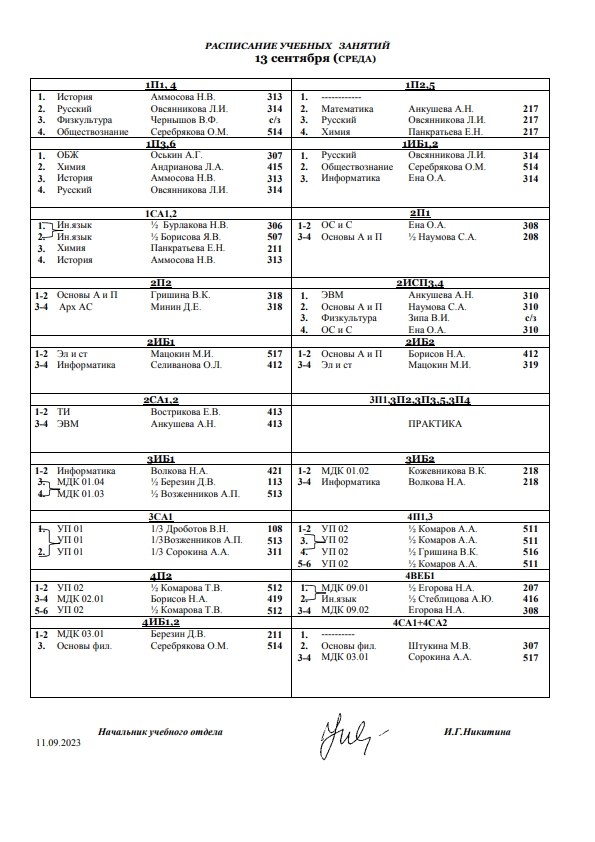 РАСПИСАНИЕ УЧЕБНЫХ ЗАНЯТИЙ
13 сентября (СРЕДА)
1П1, 4
1. История Аммосова Н.В. 313
2. Русский Овсянникова Л.И. 314
3. Физкультура Чернышов В.Ф. с/з
4. Обществознание Серебрякова О.М. 514
1П2,5
1. ------------
2. Математика Анкушева А.Н. 217
3. Русский Овсянникова Л.И. 217
4. Химия Панкратьева Е.Н. 217
1П3,6
1. ОБЖ Оськин А.Г. 307
2. Химия Андрианова Л.А. 415
3. История Аммосова Н.В. 313
4. Русский Овсянникова Л.И. 314
1ИБ1,2
1. Русский Овсянникова Л.И. 314
2. Обществознание Серебрякова О.М. 514
3. Информатика Ена О.А. 314
1СА1,2
1. Ин.язык ½ Бурлакова Н.В. 306
2. Ин.язык ½ Борисова Я.В. 507
3. Химия Панкратьева Е.Н. 211
4. История Аммосова Н.В. 313
2П1
1-2 ОС и С Ена О.А. 308
3-4 Основы А и П ½ Наумова С.А. 208
2П2
1-2 Основы А и П Гришина В.К. 318
3-4 Арх АС Минин Д.Е. 318
2ИСП3,4
1. ЭВМ Анкушева А.Н. 310
2. Основы А и П Наумова С.А. 310
3. Физкультура Зипа В.И. с/з
4. ОС и С Ена О.А. 310
2ИБ1
1-2 Эл и ст Мацокин М.И. 517
3-4 Информатика Селиванова О.Л. 412
2ИБ2
1-2 Основы А и П Борисов Н.А. 412
3-4 Эл и ст Мацокин М.И. 319
2СА1,2
1-2 ТИ Вострикова Е.В. 413
3-4 ЭВМ Анкушева А.Н. 413
3П1,3П2,3П3,5,3П4
ПРАКТИКА
3ИБ1
1-2 Информатика Волкова Н.А. 421
3. МДК 01.04 ½ Березин Д.В. 113
4. МДК 01.03 ½ Возженников А.П. 513
3ИБ2
1-2 МДК 01.02 Кожевникова В.К. 218
3-4 Информатика Волкова Н.А. 218
3СА1
1. УП 01 1/3 Дроботов В.Н. 108
УП 01 1/3Возженников А.П. 513
2. УП 01 1/3 Сорокина А.А. 311
4П1,3
1-2 УП 02 ½ Комаров А.А. 511
3. УП 02 ½ Комаров А.А. 511
4. УП 02 ½ Гришина В.К. 516
5-6 УП 02 ½ Комаров А.А. 511
4П2
1-2 УП 02 ½ Комарова Т.В. 512
3-4 МДК 02.01 Борисов Н.А. 419
5-6 УП 02 ½ Комарова Т.В. 512
4ВЕБ1
1. МДК 09.01 ½ Егорова Н.А. 207
2. Ин.язык ½ Стеблицова А.Ю. 416
3-4 МДК 09.02 Егорова Н.А. 308
4ИБ1,2
1-2 МДК 03.01 Березин Д.В. 211
3. Основы фил. Серебрякова О.М. 514
4СА1+4СА2
1. ----------
2. Основы фил. Штукина М.В. 307
3-4 МДК 03.01 Сорокина А.А. 517
Начальник учебного отдела И.Г.Никитина
11.09.2023